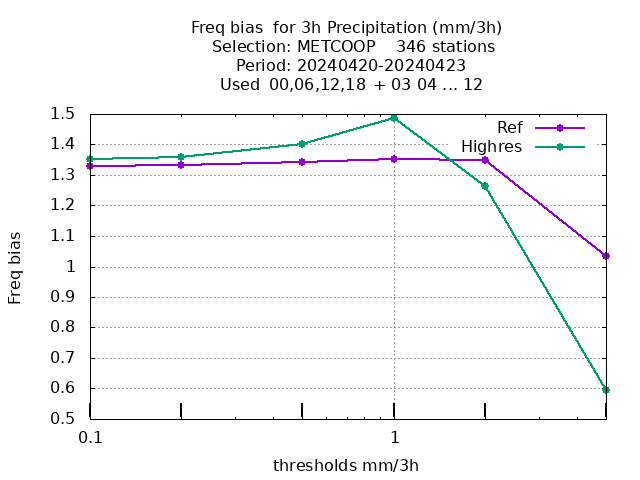 Freq bias  for 3h Precipitation (mm/3h)
Selection: METCOOP    346 stations
Period: 20240420-20240423
Used  00,06,12,18  + 03 04 ... 12
1.5
1.4
1.3
1.2
1.1
1
0.9
0.8
0.7
0.6
0.5
Freq bias
Ref
Highres
0.1
1
thresholds mm/3h